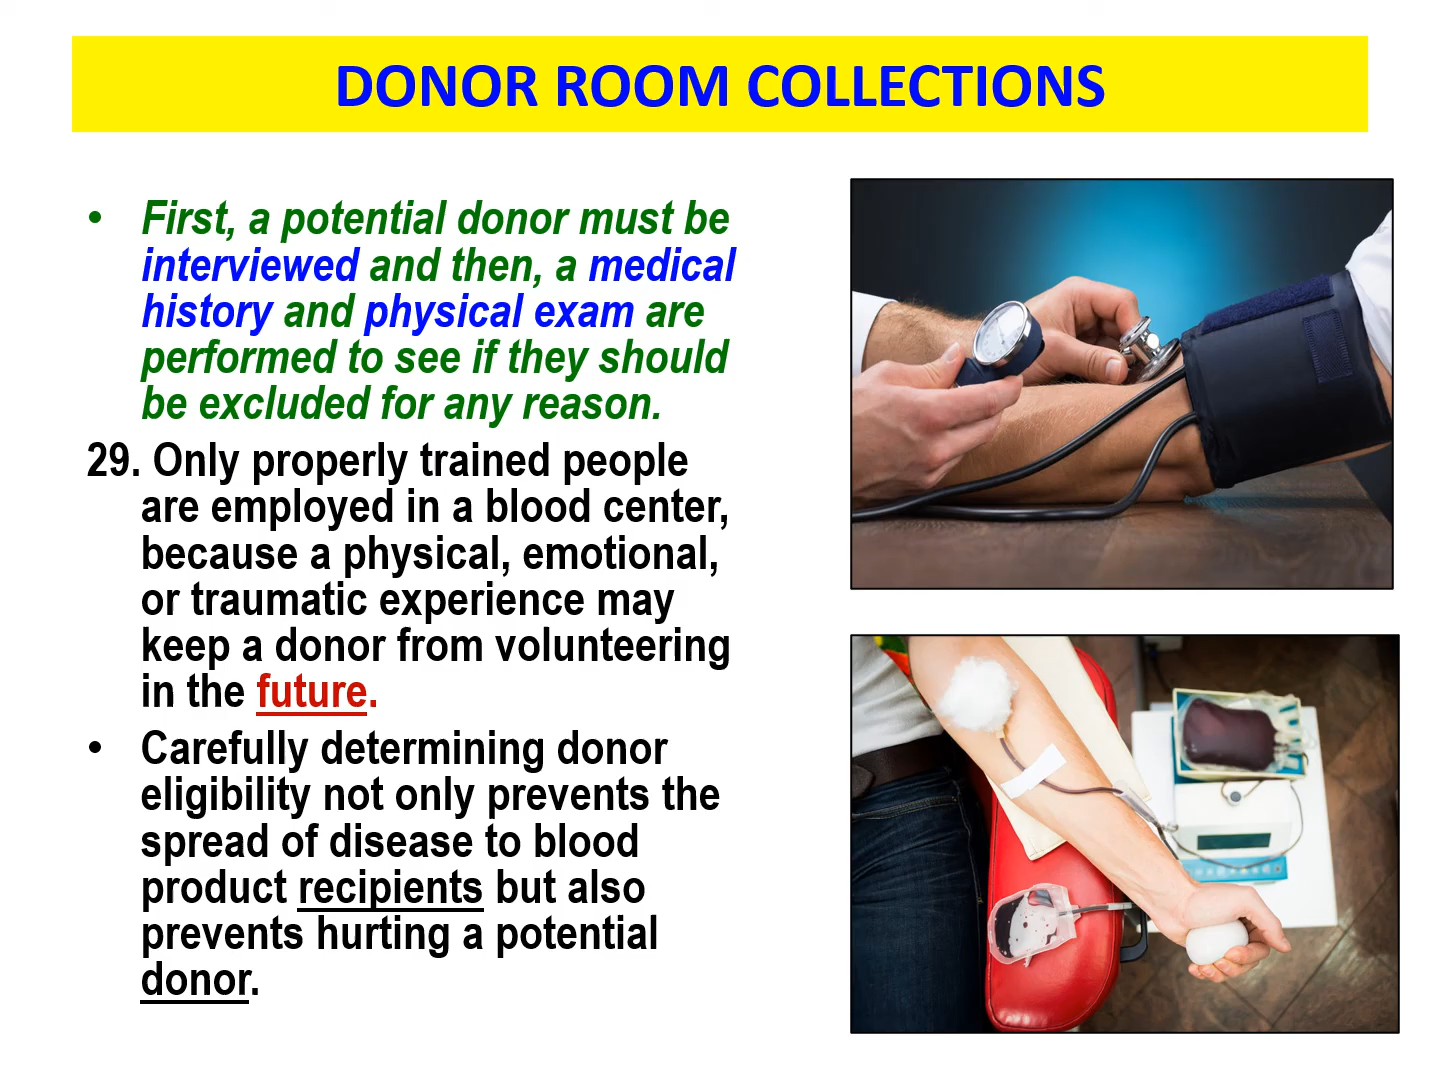 DONOR ROOM COLLECTIONS
• First, a potential donor must be
interviewed and then, a medical
history and physical exam are
performed to see if they should
be excluded for any reason.
29. Only properly trained people
are employed in a blood center,
because a physical, emotional,
or traumatic experience may
keep a donor from volunteering
in the future.
• Carefully determining donor
eligibility not only prevents the
spread of disease to blood
product recipients but also
prevents hurting a potential
donor.